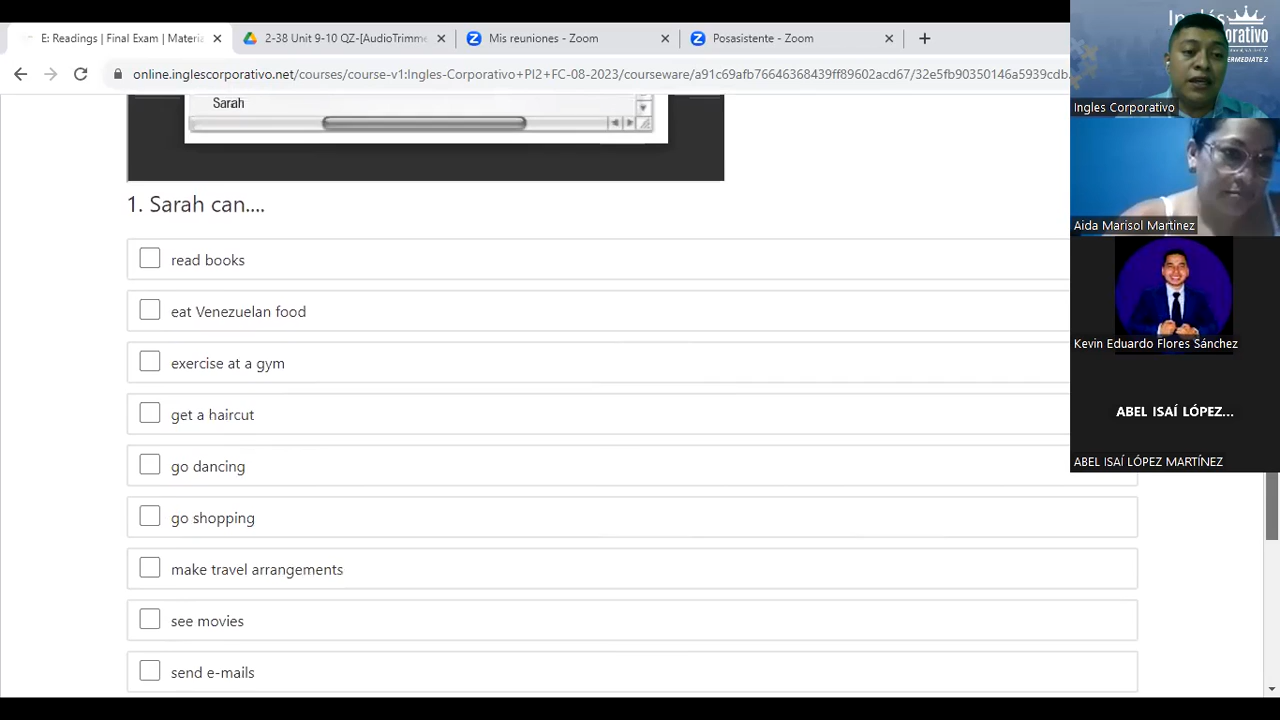 E: Readings | Final Exam | Materia
2-38 Unit 9-10 QZ-[AudioTrimme
Mis reuniones - Zoom
Posasistente - Zoom
online.inglescorporativo.net/courses/course-v1:Ingles-Corporativo+PI2+FC-08-2023/courseware/a91c69afb76646368439ff89602acd67/32e5fb90350146a5939cdb
Sarah
1. Sarah can....
read books
eat Venezuelan food
exercise at a gym
get a haircut
go dancing
go shopping
make travel arrangements
see movies
send e-mails
Ingles Corporativo
Aida Marisol Martinez
Kevin Eduardo Flores Sánchez
ABEL ISAÍ LÓPEZ...
ABEL ISAÍ LÓPEZ MARTÍNEZ